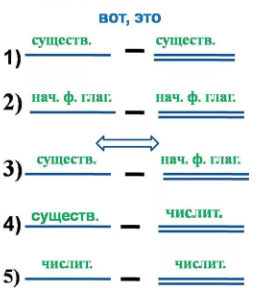 вот, это
1) существ. — существ.
2) нач. ф. глаг. — нач. ф. глаг.
3) существ. — нач. ф. глаг.
4) существ. — числит.
5) числит. — числит.